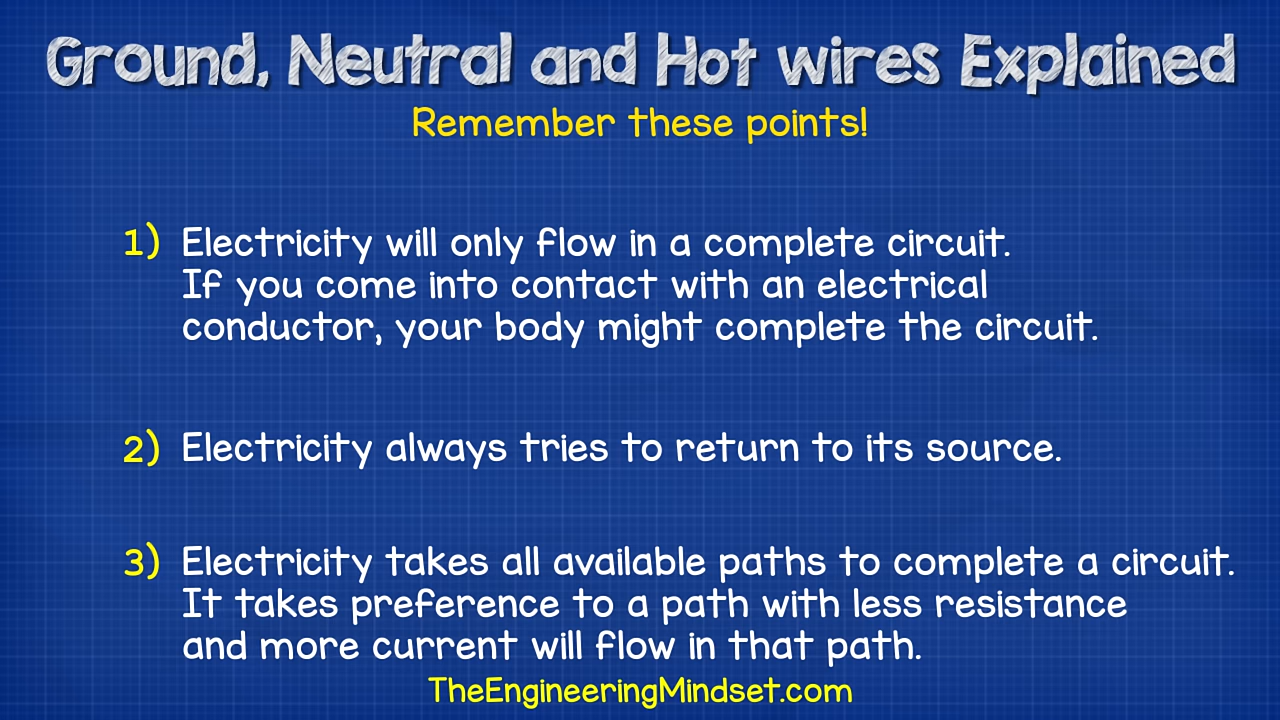 Ground, Neutral and Hot wires Explained
Remember these points!
1) Electricity will only flow in a complete circuit.
If you come into contact with an electrical
conductor, your body might complete the circuit.
2) Electricity always tries to return to its source.
3) Electricity takes all available paths to complete a circuit.
It takes preference to a path with less resistance
and more current will flow in that path.
TheEngineeringMindset.com